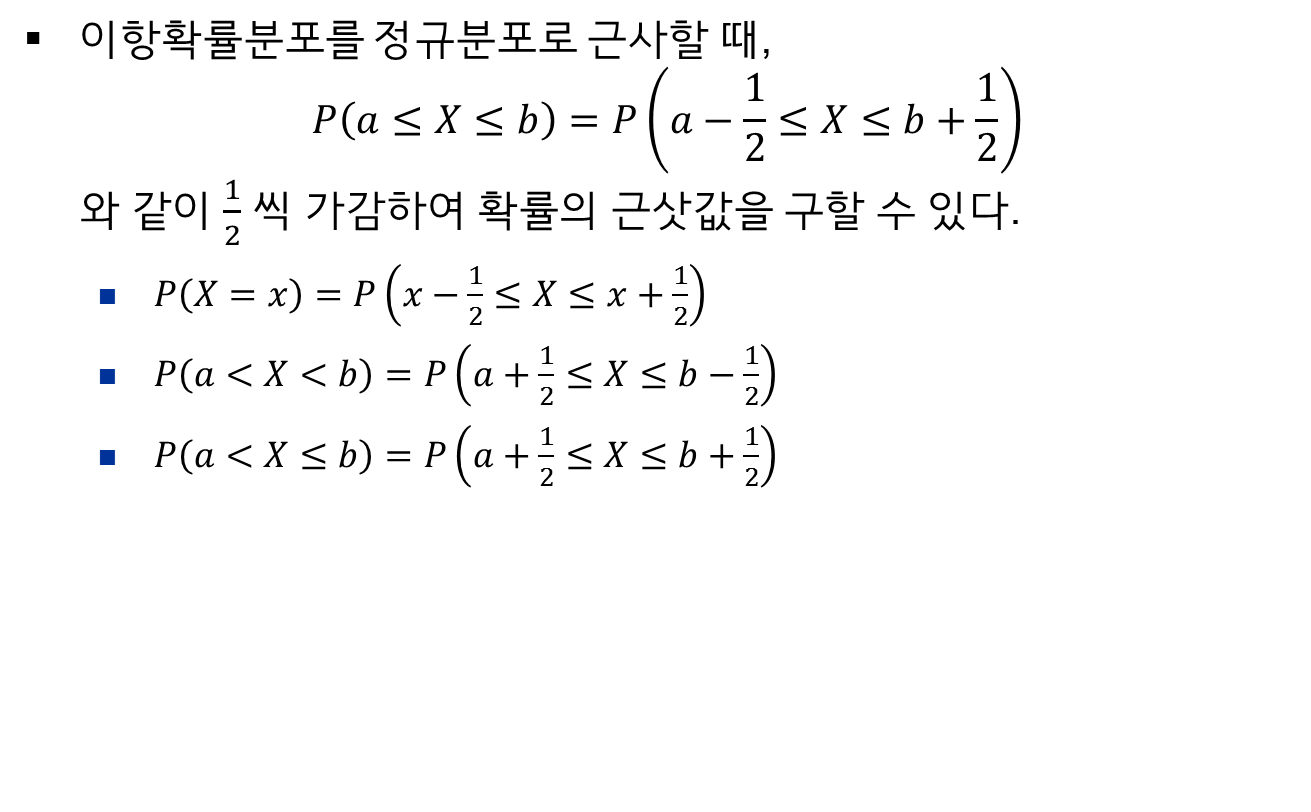 ▪ 이항확률분포를 정규분포로 근사할 때,
P(a ≤ X ≤ b) = P(a − 1/2 ≤ X ≤ b + 1/2)
와 같이 1/2 씩 가감하여 확률의 근삿값을 구할 수 있다.
▪ P(X = x) = P(x − 1/2 ≤ X ≤ x + 1/2)
▪ P(a < X < b) = P(a + 1/2 ≤ X ≤ b − 1/2)
▪ P(a < X ≤ b) = P(a + 1/2 ≤ X ≤ b + 1/2)